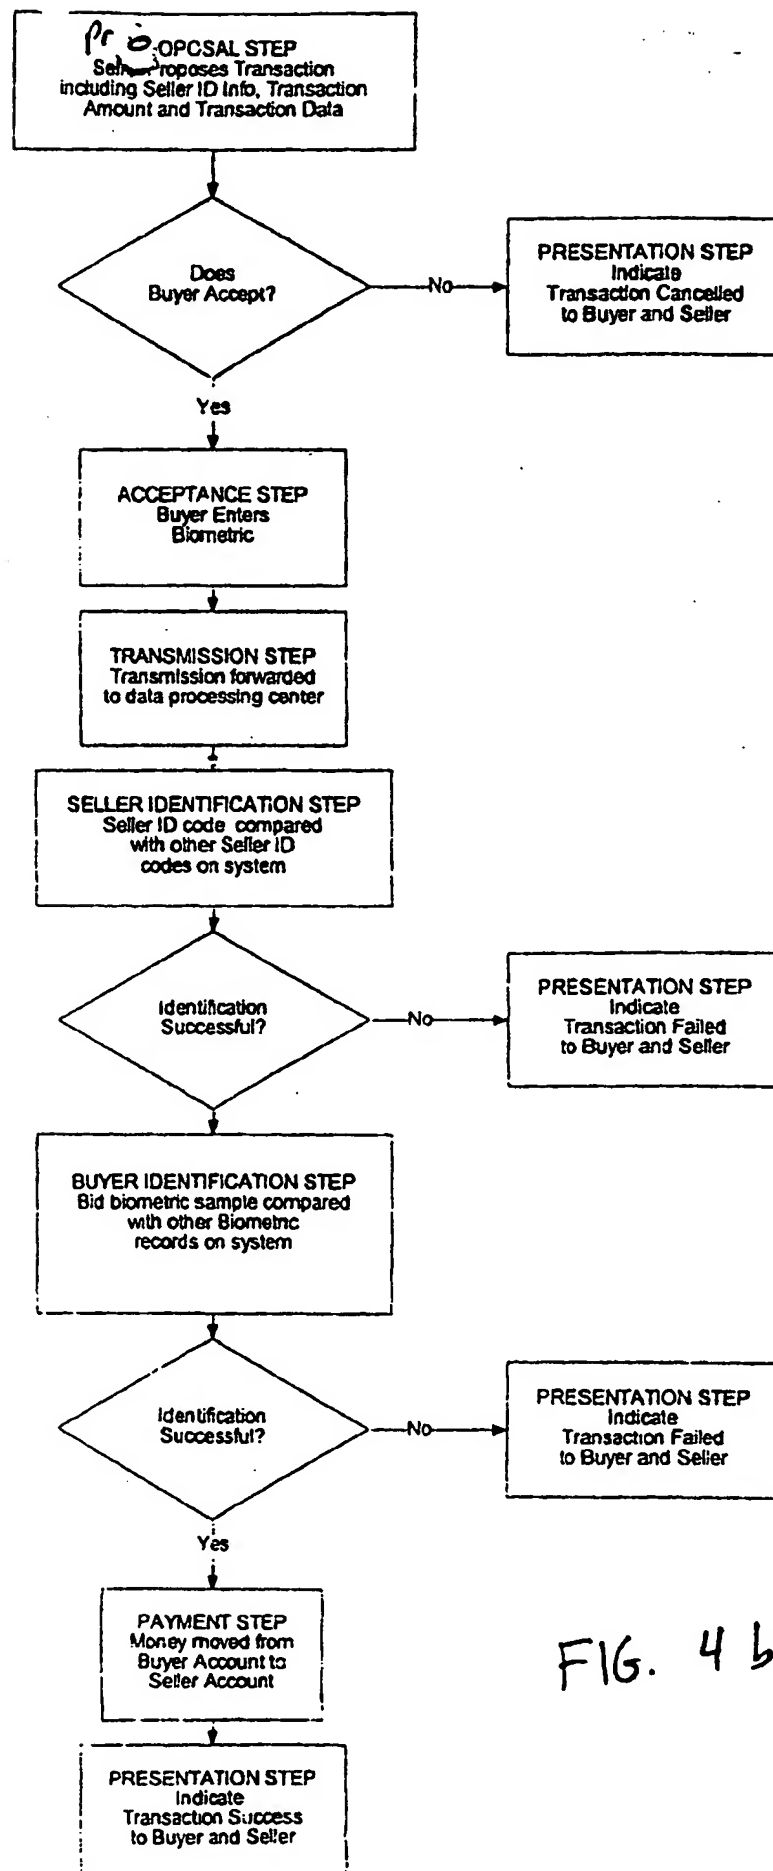 Pr o OPCSAL STEP
Seller Proposes Transaction
including Seller ID Info, Transaction
Amount and Transaction Data
Does
Buyer Accept?
No
PRESENTATION STEP
Indicate
Transaction Cancelled
to Buyer and Seller
Yes
ACCEPTANCE STEP
Buyer Enters
Biometric
TRANSMISSION STEP
Transmission forwarded
to data processing center
SELLER IDENTIFICATION STEP
Seller ID code compared
with other Seller ID
codes on system
Identification
Successful?
No
PRESENTATION STEP
Indicate
Transaction Failed
to Buyer and Seller
BUYER IDENTIFICATION STEP
Bid biometric sample compared
with other Biometric
records on system
Identification
Successful?
No
PRESENTATION STEP
Indicate
Transaction Failed
to Buyer and Seller
Yes
PAYMENT STEP
Money moved from
Buyer Account to
Seller Account
FIG. 4 b
PRESENTATION STEP
Indicate
Transaction Success
to Buyer and Seller